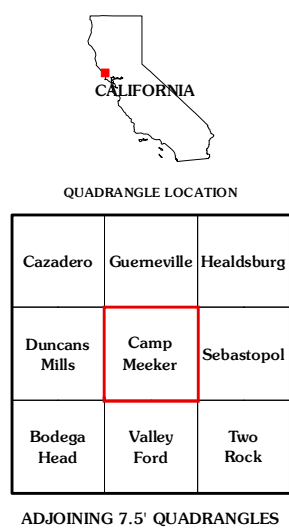 CALIFORNIA
QUADRANGLE LOCATION
Cazadero Guerneville Healdsburg
Duncans Mills Camp Meeker Sebastopol
Bodega Head Valley Ford Two Rock
ADJOINING 7.5' QUADRANGLES